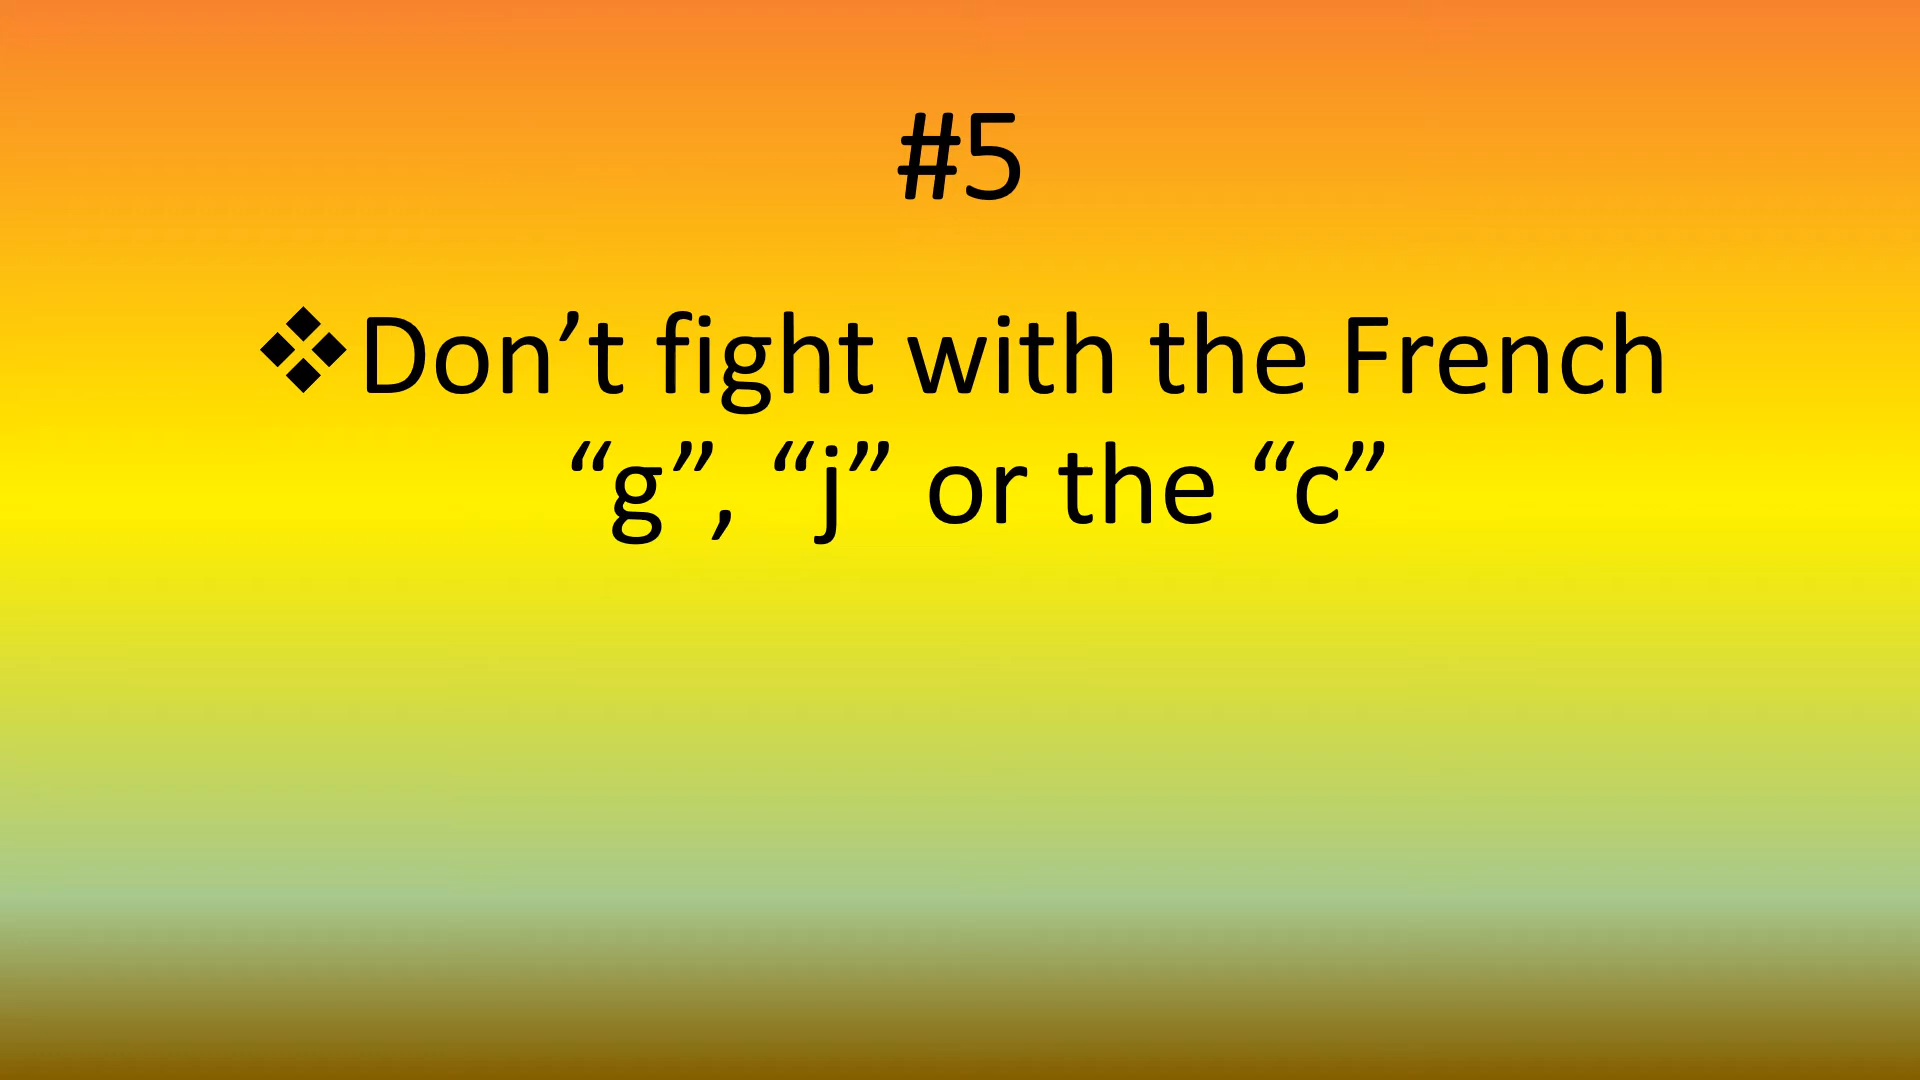 #5
❖Don’t fight with the French
“g”, “j” or the “c”